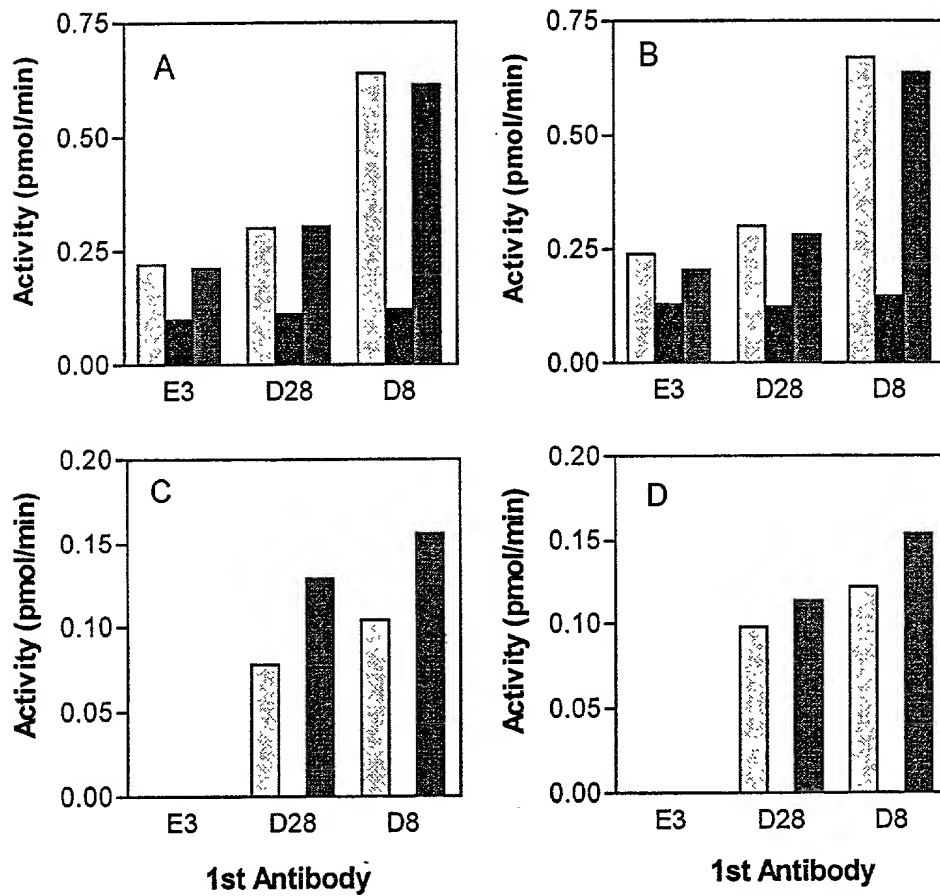 A
Activity (pmol/min)
0.75
0.50
0.25
0.00
E3 D28 D8
B
Activity (pmol/min)
0.75
0.50
0.25
0.00
E3 D28 D8
C
Activity (pmol/min)
0.20
0.15
0.10
0.05
0.00
E3 D28 D8
1st Antibody
D
Activity (pmol/min)
0.20
0.15
0.10
0.05
0.00
E3 D28 D8
1st Antibody